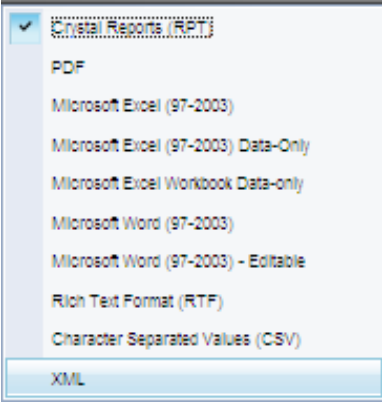 Crystal Reports (RPT)
PDF
Microsoft Excel (97-2003)
Microsoft Excel (97-2003) Data-Only
Microsoft Excel Workbook Data-only
Microsoft Word (97-2003)
Microsoft Word (97-2003) - Editable
Rich Text Format (RTF)
Character Separated Values (CSV)
XML